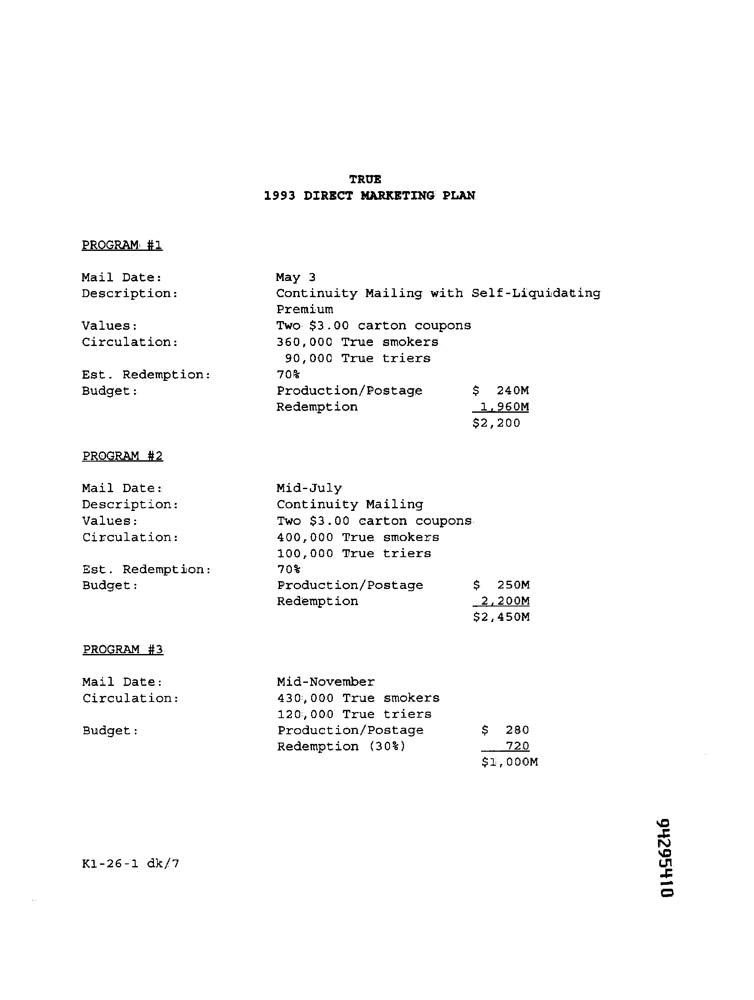 TRUE
1993 DIRECT MARKETING PLAN
PROGRAM #1
Mail Date: May 3
Description: Continuity Mailing with Self-Liquidating
Premium
Values: Two $3.00 carton coupons
Circulation: 360,000 True smokers
90,000 True triers
Est. Redemption: 70%
Budget: Production/Postage $ 240M
Redemption 1,960M
$2,200
PROGRAM #2
Mail Date: Mid-July
Description: Continuity Mailing
Values: Two $3.00 carton coupons
Circulation: 400,000 True smokers
100,000 True triers
Est. Redemption: 70%
Budget: Production/Postage $ 250M
Redemption 2,200M
$2,450M
PROGRAM #3
Mail Date: Mid-November
Circulation: 430,000 True smokers
120,000 True triers
Budget: Production/Postage $ 280
Redemption (30%) 720
$1,000M
K1-26-1 dk/7
94295410